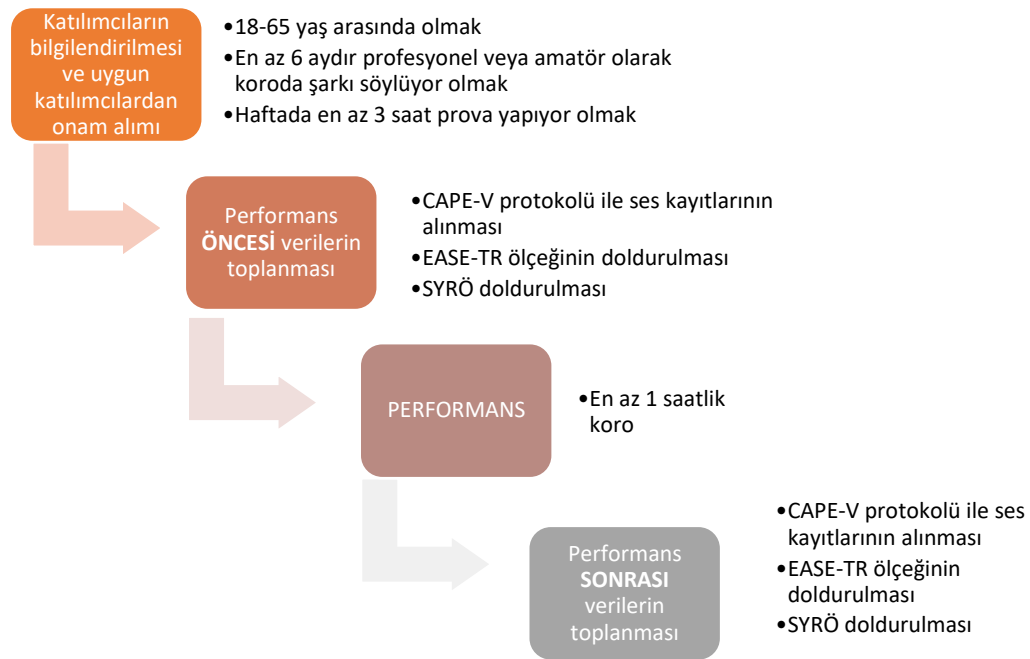 Katılımcıların
bilgilendirilmesi
ve uygun
katılımcılardan
onam alımı
•18-65 yaş arasında olmak
•En az 6 aydır profesyonel veya amatör olarak
koroda şarkı söylüyor olmak
•Haftada en az 3 saat prova yapıyor olmak
Performans
ÖNCESİ verilerin
toplanması
•CAPE-V protokolü ile ses kayıtlarının
alınması
•EASE-TR ölçeğinin doldurulması
•SYRÖ doldurulması
PERFORMANS
•En az 1 saatlik
koro
Performans
SONRASI
verilerin
toplanması
•CAPE-V protokolü ile ses
kayıtlarının alınması
•EASE-TR ölçeğinin
doldurulması
•SYRÖ doldurulması